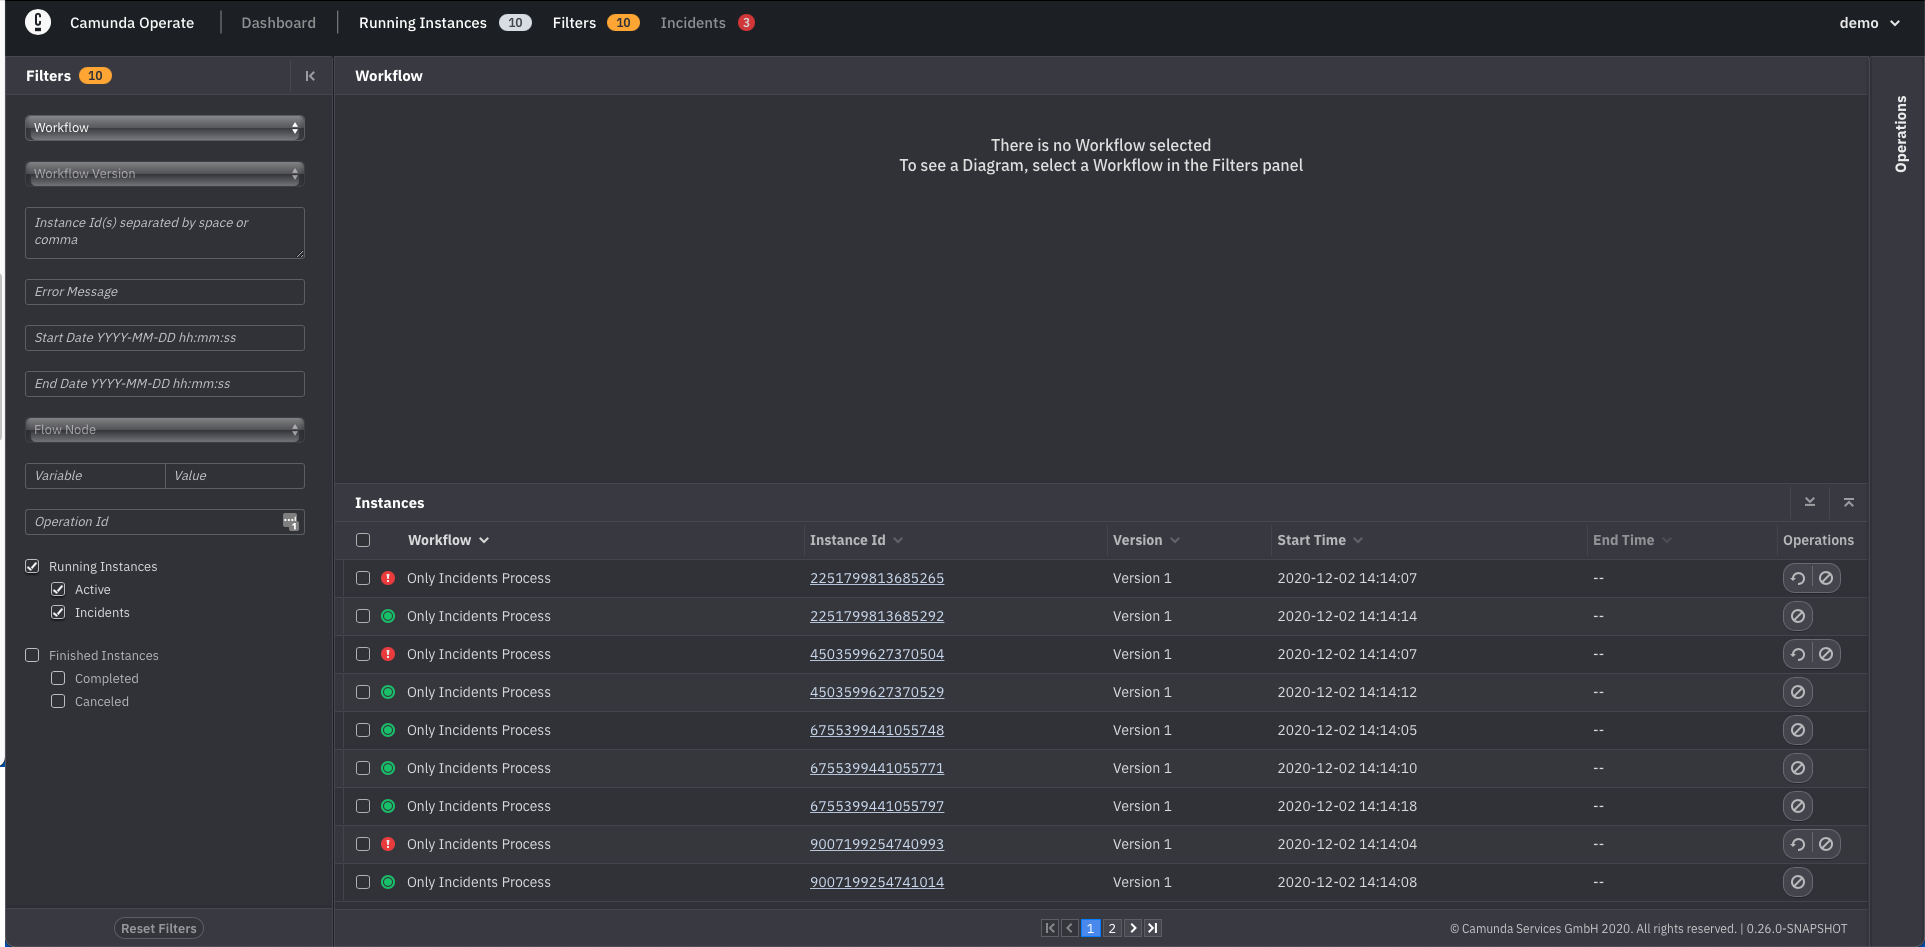 Camunda Operate Dashboard Running Instances 10 Filters 10 Incidents 3 demo
Filters 10
Workflow
Workflow Version
Instance Id(s) separated by space or
comma
Error Message
Start Date YYYY-MM-DD hh:mm:ss
End Date YYYY-MM-DD hh:mm:ss
Flow Node
Variable Value
Operation Id
Running Instances
Active
Incidents
Finished Instances
Completed
Canceled
Reset Filters
Workflow
There is no Workflow selected
To see a Diagram, select a Workflow in the Filters panel
Operations
Instances
Workflow Instance Id Version Start Time End Time Operations
Only Incidents Process 2251799813685265 Version 1 2020-12-02 14:14:07 --
Only Incidents Process 2251799813685292 Version 1 2020-12-02 14:14:14 --
Only Incidents Process 4503599627370504 Version 1 2020-12-02 14:14:07 --
Only Incidents Process 4503599627370529 Version 1 2020-12-02 14:14:12 --
Only Incidents Process 6755399441055748 Version 1 2020-12-02 14:14:05 --
Only Incidents Process 6755399441055771 Version 1 2020-12-02 14:14:10 --
Only Incidents Process 6755399441055797 Version 1 2020-12-02 14:14:18 --
Only Incidents Process 9007199254740993 Version 1 2020-12-02 14:14:04 --
Only Incidents Process 9007199254741014 Version 1 2020-12-02 14:14:08 --
1 2
© Camunda Services GmbH 2020. All rights reserved. | 0.26.0-SNAPSHOT